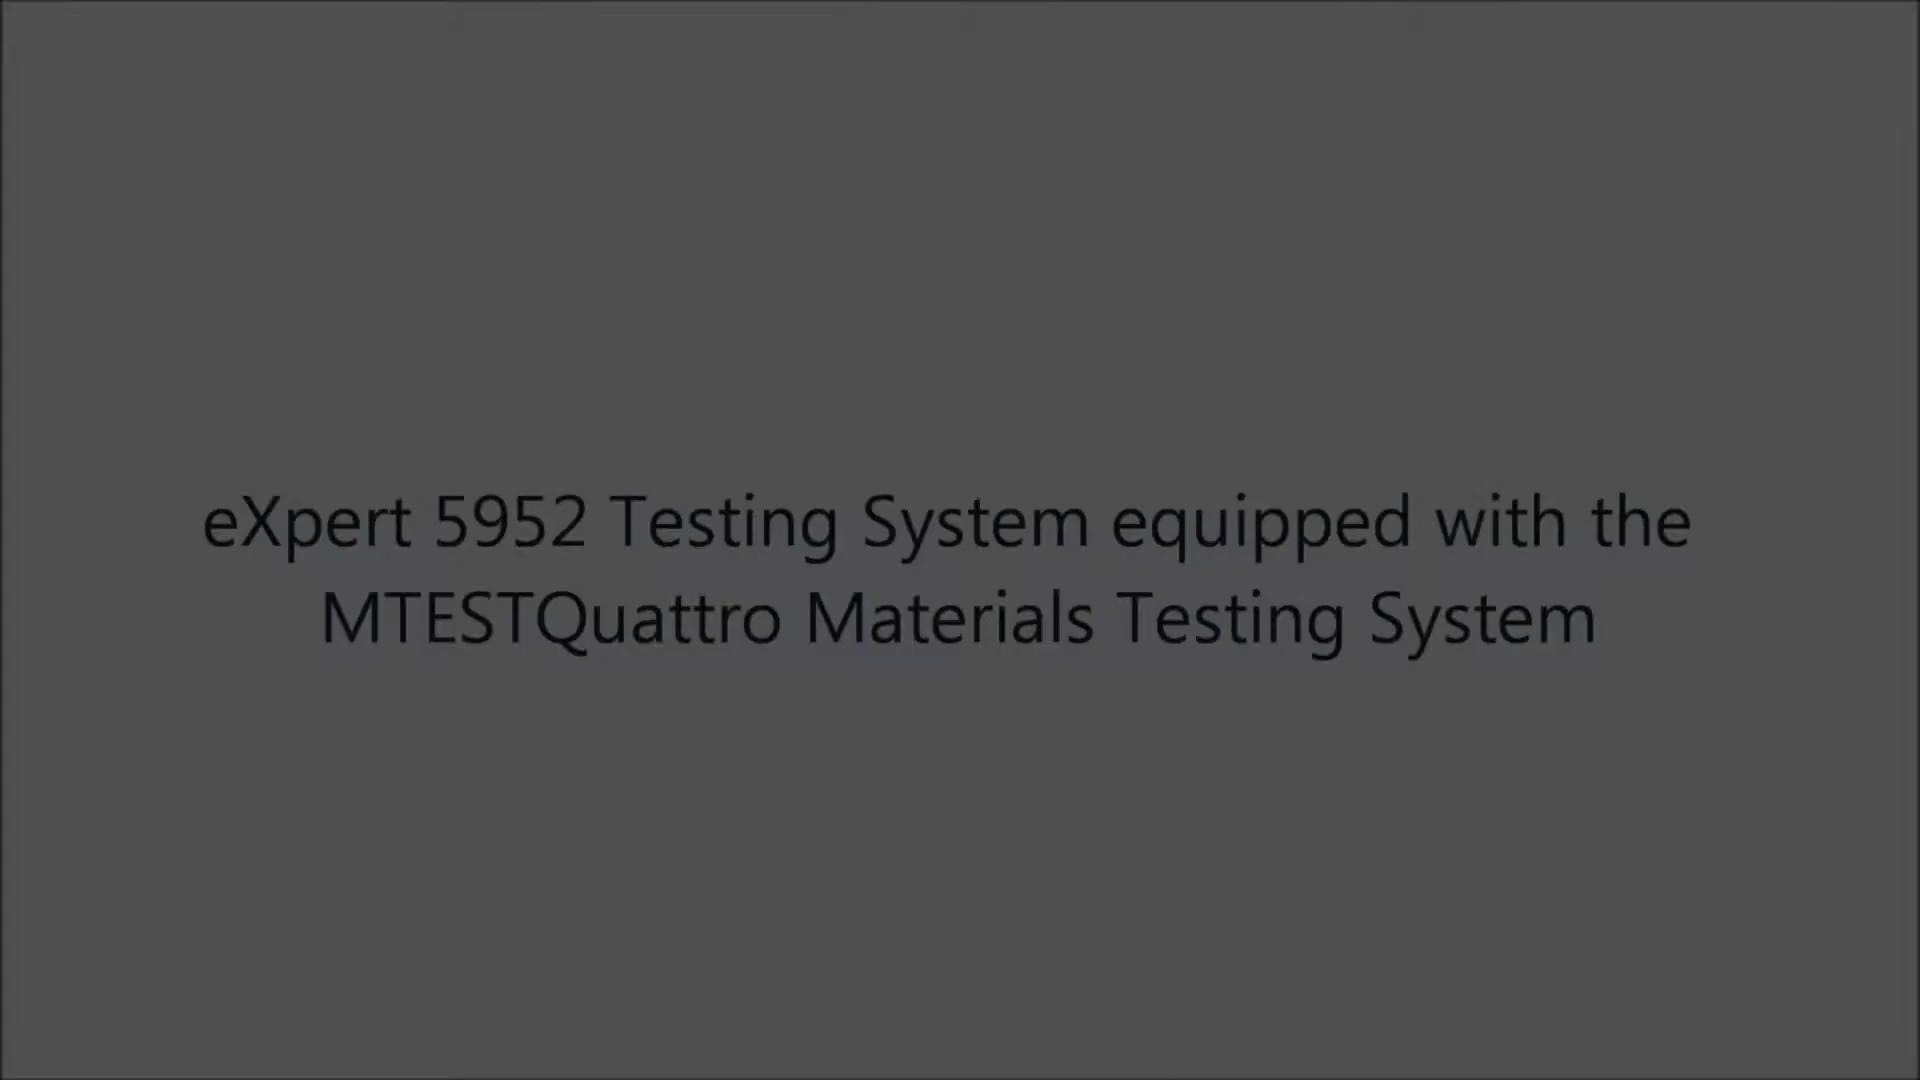 eXpert 5952 Testing System equipped with the
MTESTQuattro Materials Testing System